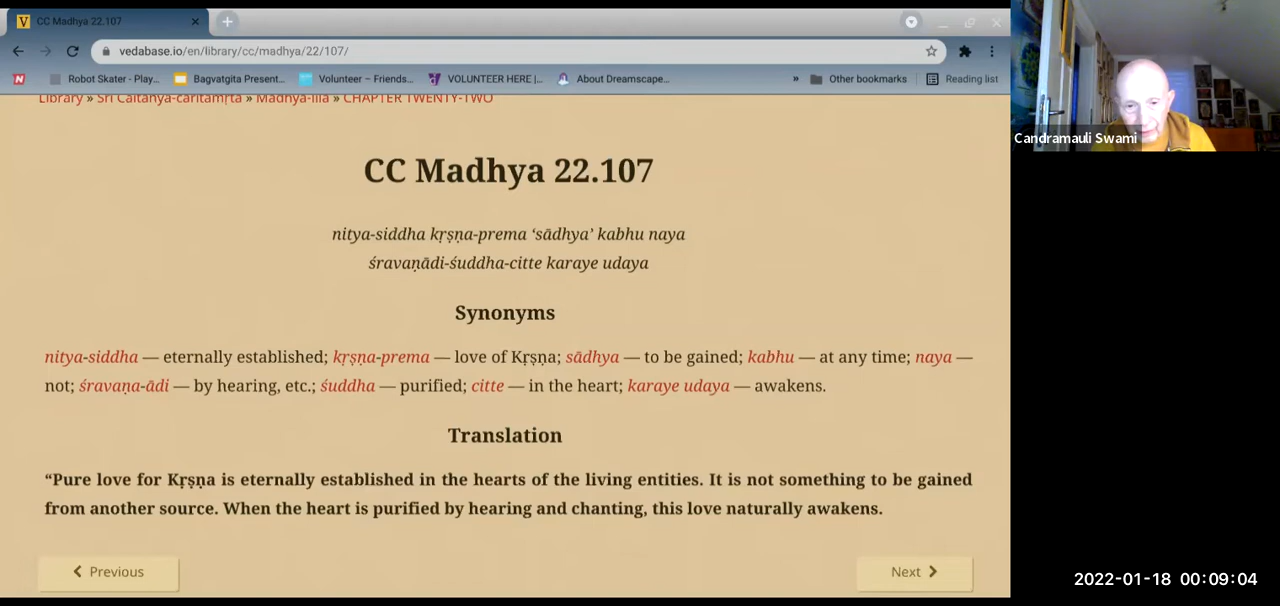 CC Madhya 22.107
vedabase.io/en/library/cc/madhya/22/107/
Robot Skater - Play... Bagvatgita Present... Volunteer – Friends... VOLUNTEER HERE |... About Dreamscape... » Other bookmarks Reading list
Library » Śrī Caitanya-caritāmṛta » Madhya-līlā » CHAPTER TWENTY-TWO
CC Madhya 22.107
nitya-siddha kṛṣṇa-prema ‘sādhya’ kabhu naya
śravaṇādi-śuddha-citte karaye udaya
Synonyms
nitya-siddha — eternally established; kṛṣṇa-prema — love of Kṛṣṇa; sādhya — to be gained; kabhu — at any time; naya —
not; śravaṇa-ādi — by hearing, etc.; śuddha — purified; citte — in the heart; karaye udaya — awakens.
Translation
“Pure love for Kṛṣṇa is eternally established in the hearts of the living entities. It is not something to be gained
from another source. When the heart is purified by hearing and chanting, this love naturally awakens.
Previous
Next
Candramauli Swami
2022-01-18 00:09:04